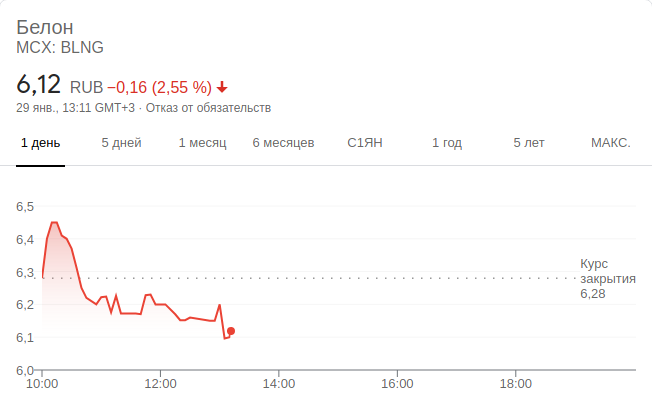 Белон
MCX: BLNG
6,12 RUB −0,16 (2,55 %)
29 янв., 13:11 GMT+3 · Отказ от обязательств
1 день 5 дней 1 месяц 6 месяцев С1ЯН 1 год 5 лет МАКС.
6,5
6,4
6,3
6,2
6,1
6,0
Курс
закрытия
6,28
10:00 12:00 14:00 16:00 18:00